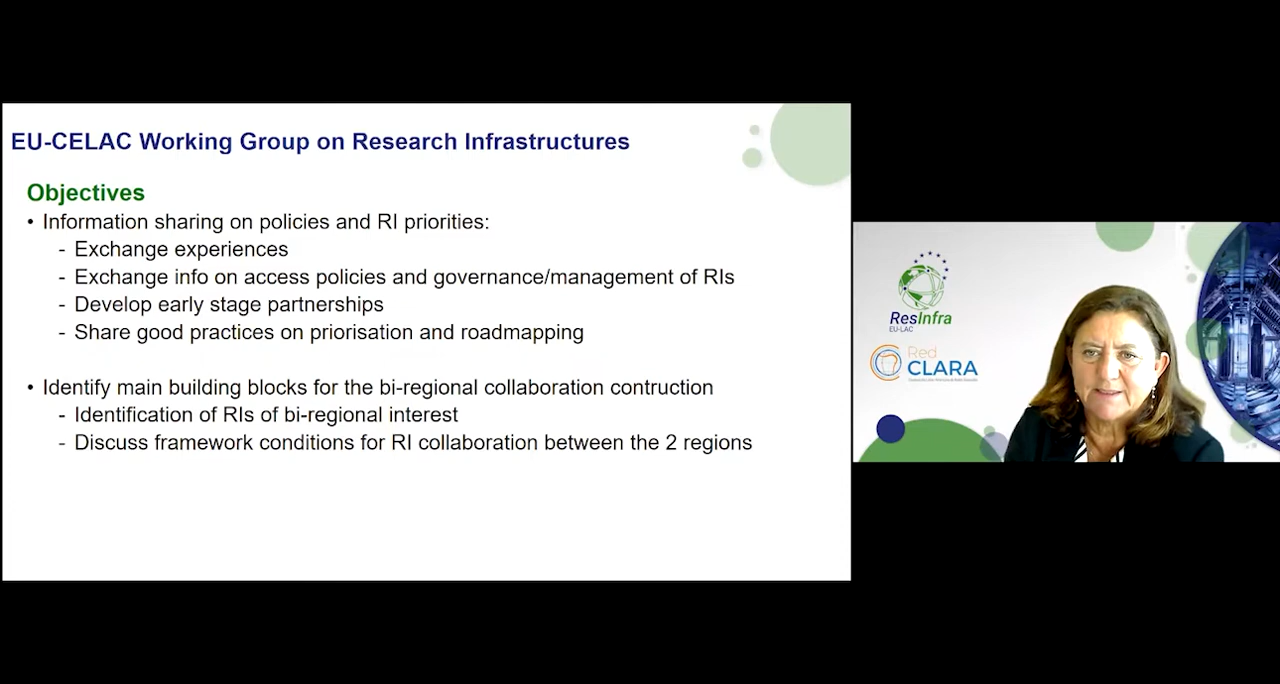 EU-CELAC Working Group on Research Infrastructures
Objectives
• Information sharing on policies and RI priorities:
- Exchange experiences
- Exchange info on access policies and governance/management of RIs
- Develop early stage partnerships
- Share good practices on priorisation and roadmapping
• Identify main building blocks for the bi-regional collaboration contruction
- Identification of RIs of bi-regional interest
- Discuss framework conditions for RI collaboration between the 2 regions
ResInfra
EU-LAC
Red
CLARA